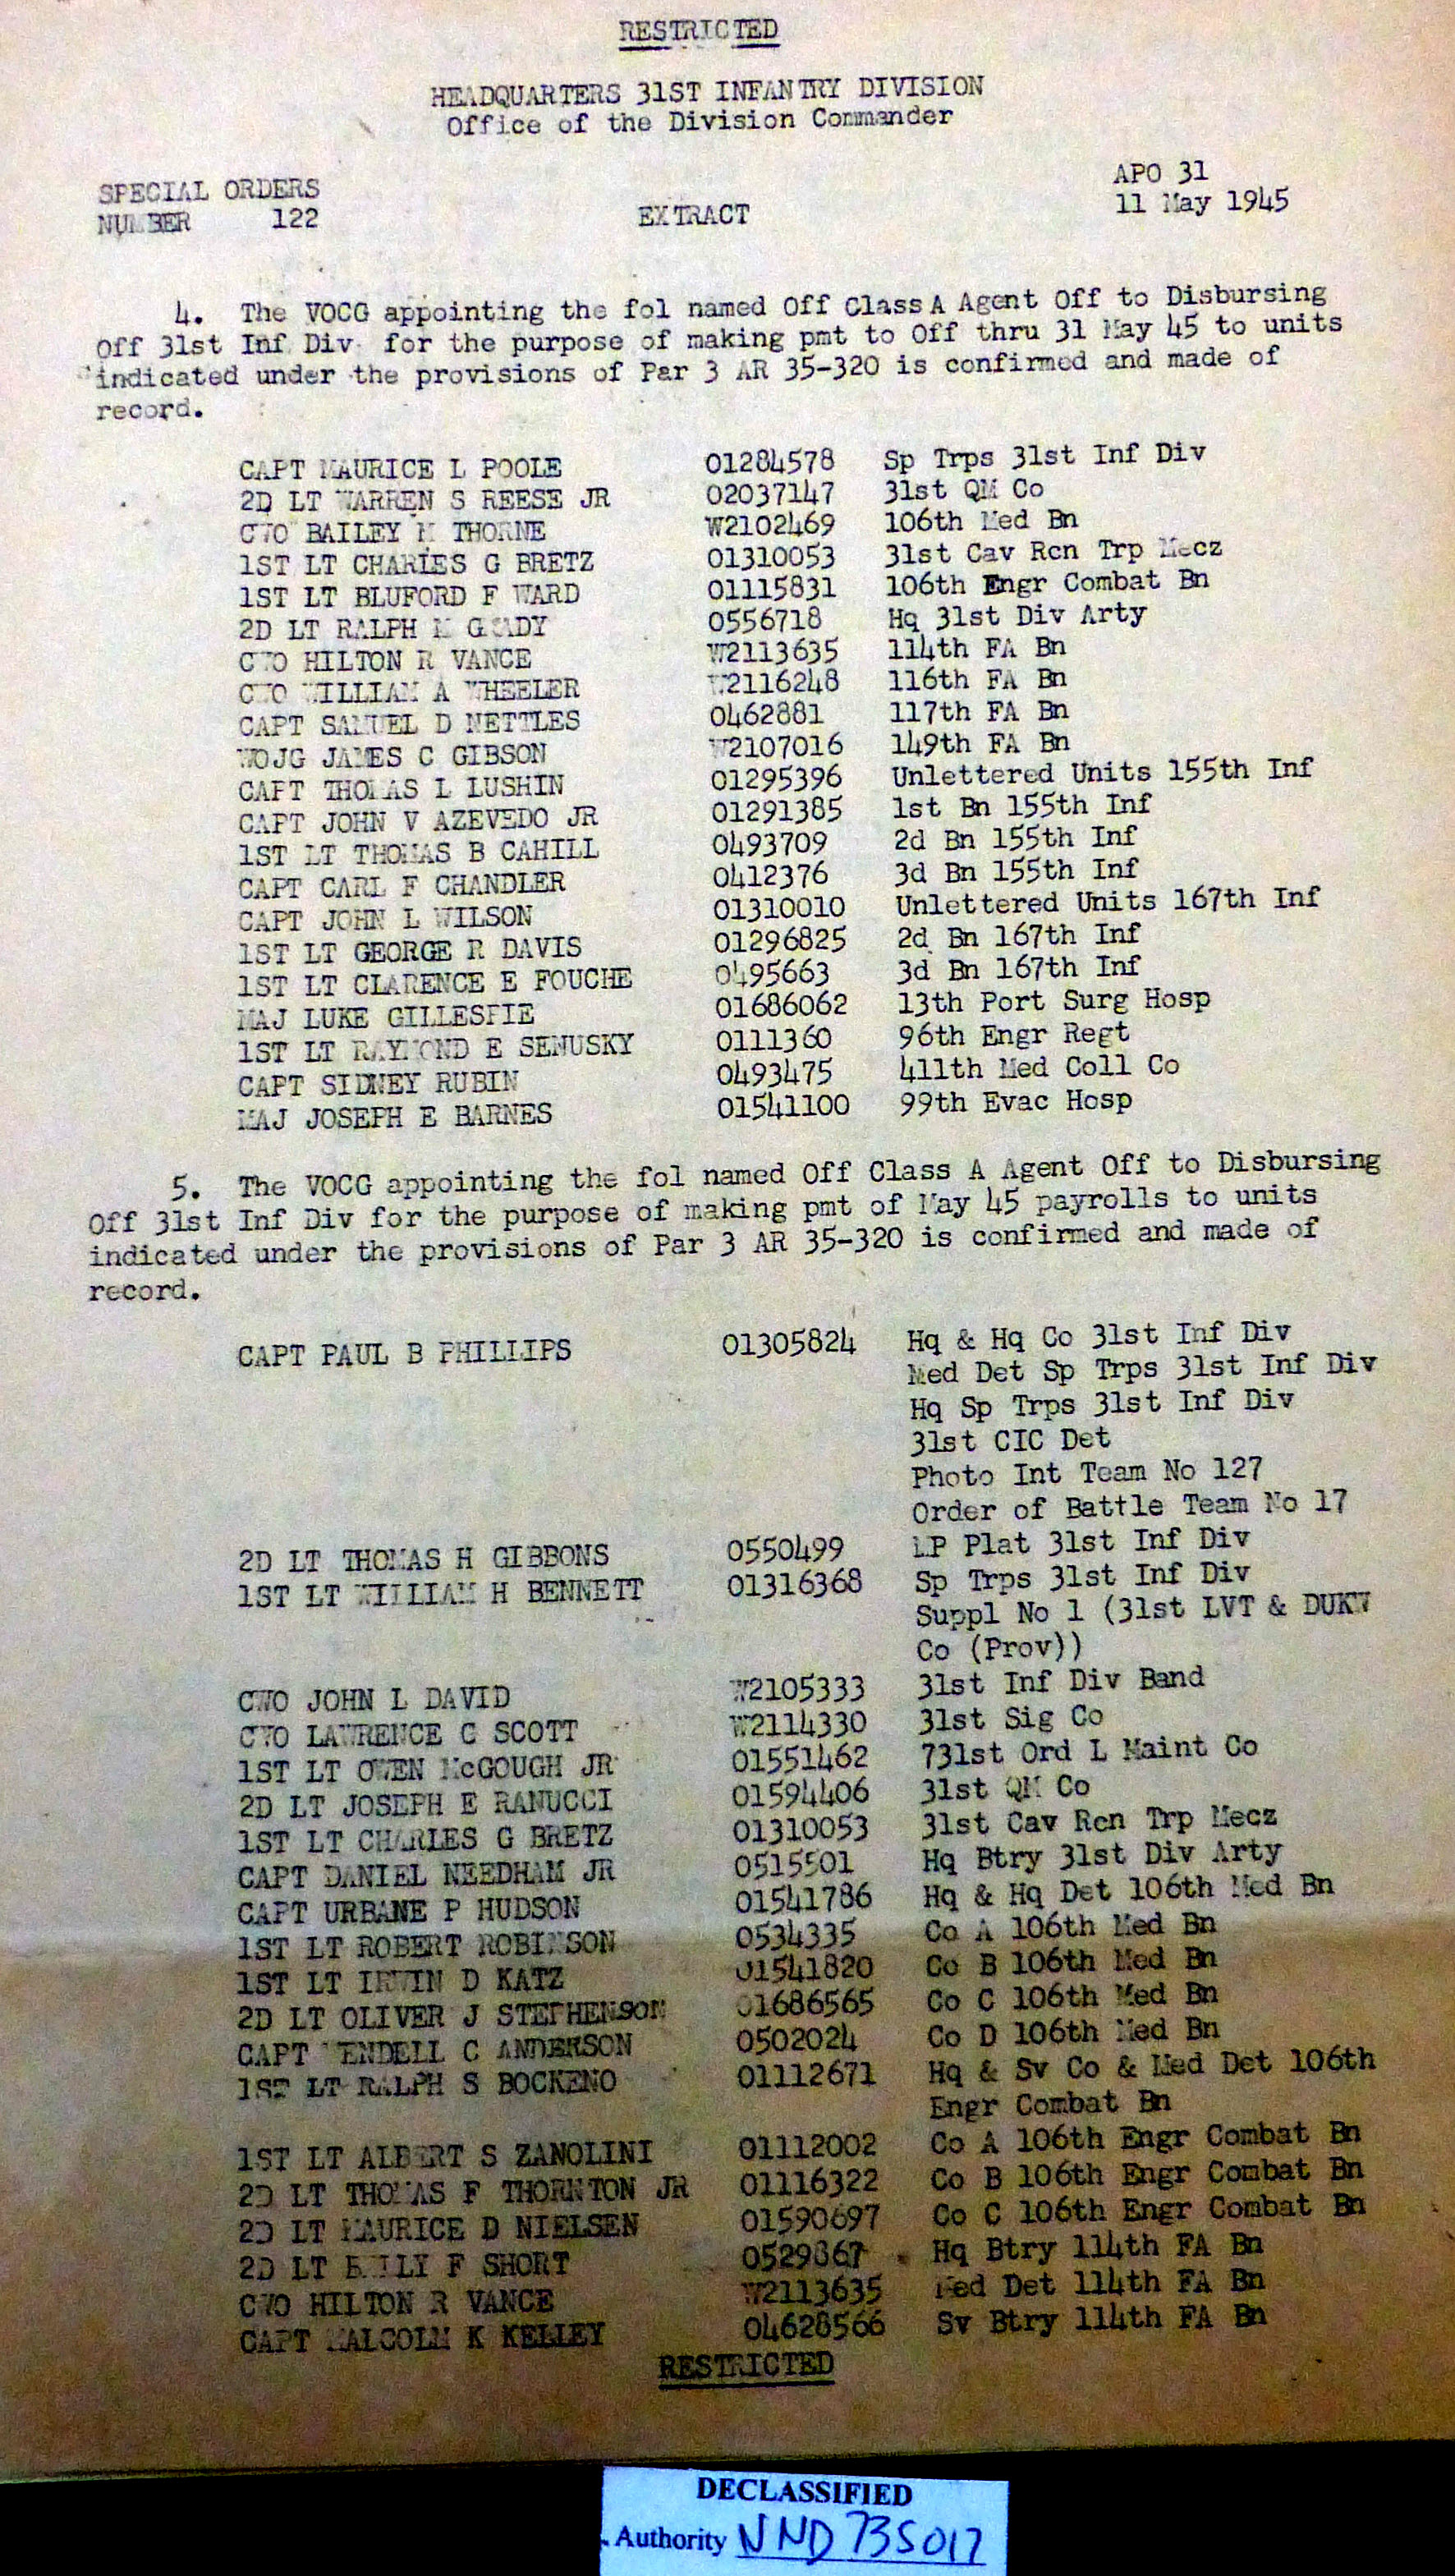 RESTRICTED
HEADQUARTERS 31ST INFANTRY DIVISION
Office of the Division Commander
APO 31
SPECIAL ORDERS
11 May 1945
NUMBER 122 EXTRACT
4. The VOCG appointing the fol named Off Class A Agent Off to Disbursing
Off 31st Inf Div for the purpose of making pmt to Off thru 31 May 45 to units
indicated under the provisions of Par 3 AR 35-320 is confirmed and made of
record.
CAPT MAURICE L POOLE 01284578 Sp Trps 31st Inf Div
2D LT WARREN S REESE JR 02037147 31st QM Co
CWO BAILEY M THORNE W2102469 106th Med Bn
1ST LT CHARLES G BRETZ 01310053 31st Cav Rcn Trp Mecz
1ST LT BLUFORD F WARD 01115831 106th Engr Combat Bn
2D LT RALPH M GRADY 0556718 Hq 31st Div Arty
CWO HILTON R VANCE W2113635 114th FA Bn
CWO WILLIAM A WHEELER W2116248 116th FA Bn
CAPT SAMUEL D NETTLES 0462881 117th FA Bn
WOJG JAMES C GIBSON W2107016 149th FA Bn
CAPT THOMAS L LUSHIN 01295396 Unlettered Units 155th Inf
CAPT JOHN V AZEVEDO JR 01291385 1st Bn 155th Inf
1ST LT THOMAS B CAHILL 0493709 2d Bn 155th Inf
CAPT CARL F CHANDLER 0412376 3d Bn 155th Inf
CAPT JOHN L WILSON 01310010 Unlettered Units 167th Inf
1ST LT GEORGE R DAVIS 01296825 2d Bn 167th Inf
1ST LT CLARENCE E FOUCHE 0495663 3d Bn 167th Inf
MAJ LUKE GILLESPIE 01686062 13th Port Surg Hosp
1ST LT RAYMOND E SENUSKY 0111360 96th Engr Regt
CAPT SIDNEY RUBIN 0493475 411th Med Coll Co
MAJ JOSEPH E BARNES 01541100 99th Evac Hosp
5. The VOCG appointing the fol named Off Class A Agent Off to Disbursing
Off 31st Inf Div for the purpose of making pmt of May 45 payrolls to units
indicated under the provisions of Par 3 AR 35-320 is confirmed and made of
record.
CAPT PAUL B PHILLIPS 01305824 Hq & Hq Co 31st Inf Div
Med Det Sp Trps 31st Inf Div
Hq Sp Trps 31st Inf Div
31st CIC Det
Photo Int Team No 127
Order of Battle Team No 17
2D LT THOMAS H GIBBONS 0550499 MP Plat 31st Inf Div
1ST LT WILLIAM H BENNETT 01316368 Sp Trps 31st Inf Div
Suppl No 1 (31st LVT & DUKW
Co (Prov))
CWO JOHN L DAVID W2105333 31st Inf Div Band
CWO LAWRENCE C SCOTT W2114330 31st Sig Co
1ST LT OWEN McGOUGH JR 01551462 731st Ord L Maint Co
2D LT JOSEPH E RANUCCI 01594406 31st QM Co
1ST LT CHARLES G BRETZ 01310053 31st Cav Rcn Trp Mecz
CAPT DANIEL NEEDHAM JR 0515501 Hq Btry 31st Div Arty
CAPT URBANE P HUDSON 01541786 Hq & Hq Det 106th Med Bn
1ST LT ROBERT ROBINSON 0534335 Co A 106th Med Bn
1ST LT IRWIN D KATZ 01541820 Co B 106th Med Bn
2D LT OLIVER J STEPHENSON 01686565 Co C 106th Med Bn
CAPT WENDELL C ANDERSON 0502024 Co D 106th Med Bn
1ST LT RALPH S BOCKENO 01112671 Hq & Sv Co & Med Det 106th
Engr Combat Bn
1ST LT ALBERT S ZANOLINI 01112002 Co A 106th Engr Combat Bn
2D LT THOMAS F THORNTON JR 01116322 Co B 106th Engr Combat Bn
2D LT MAURICE D NIELSEN 01590697 Co C 106th Engr Combat Bn
2D LT BILLY F SHORT 0529867 Hq Btry 114th FA Bn
CWO HILTON R VANCE W2113635 Med Det 114th FA Bn
CAPT MALCOLM K KELLEY 04628566 Sv Btry 114th FA Bn
RESTRICTED
DECLASSIFIED
Authority NND 735017